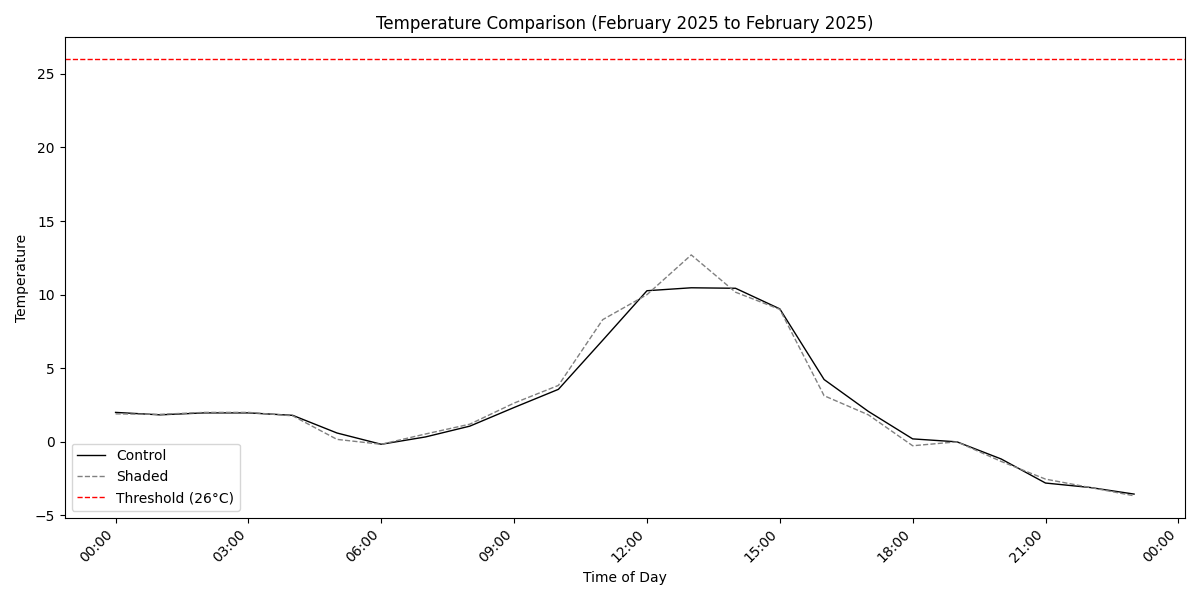 Temperature Comparison (February 2025 to February 2025)
Temperature
25
20
15
10
5
0
−5
Control
Shaded
Threshold (26°C)
00:00
03:00
06:00
09:00
12:00
15:00
18:00
21:00
00:00
Time of Day